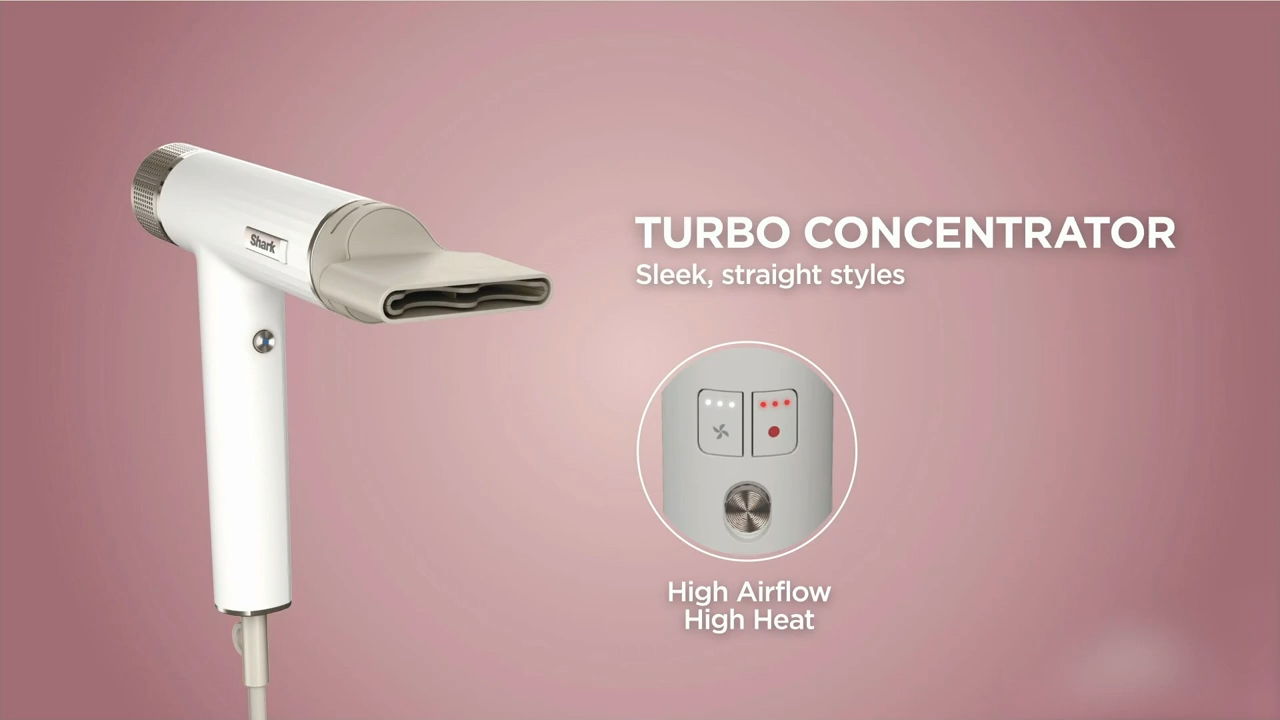 Shark
TURBO CONCENTRATOR
Sleek, straight styles
High Airflow
High Heat